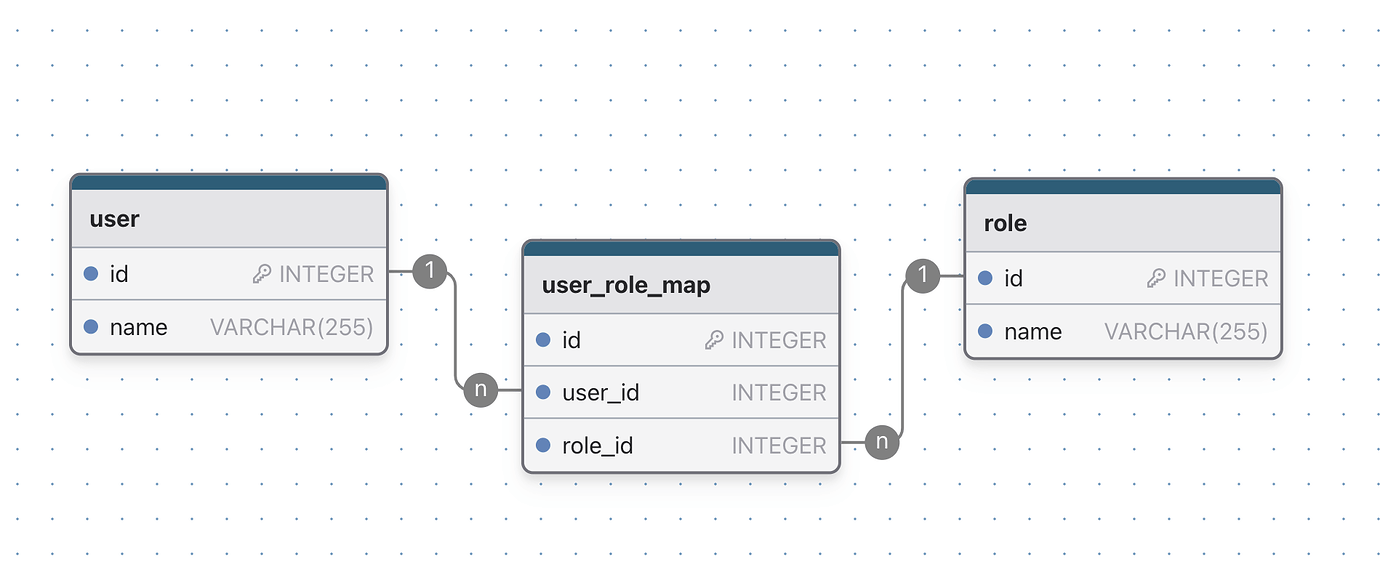 user
id INTEGER
name VARCHAR(255)
1
n
user_role_map
id INTEGER
user_id INTEGER
role_id INTEGER
n
1
role
id INTEGER
name VARCHAR(255)